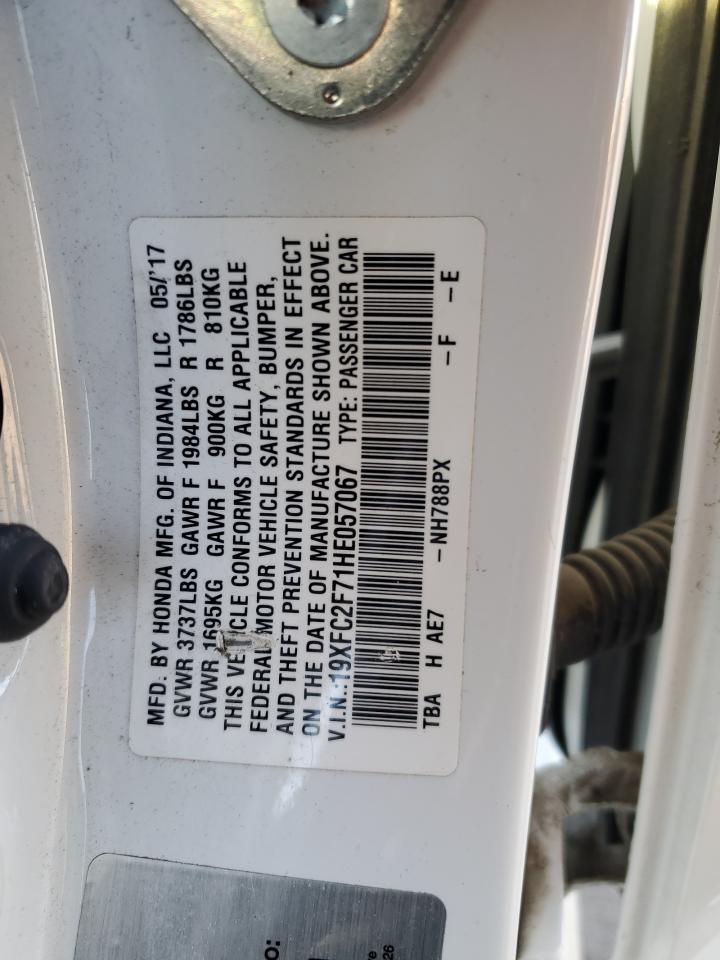 MFD. BY HONDA MFG. OF INDIANA, LLC 05/'17
GVWR 3737LBS GAWR F 1984LBS R 1786LBS
GVWR 1695KG GAWR F 900KG R 810KG
THIS VEHICLE CONFORMS TO ALL APPLICABLE
FEDERAL MOTOR VEHICLE SAFETY, BUMPER,
AND THEFT PREVENTION STANDARDS IN EFFECT
ON THE DATE OF MANUFACTURE SHOWN ABOVE.
V.I.N.:19XFC2F71HE057067 TYPE: PASSENGER CAR
TBA H AE7 -NH788PX -F -E
o:
re
26